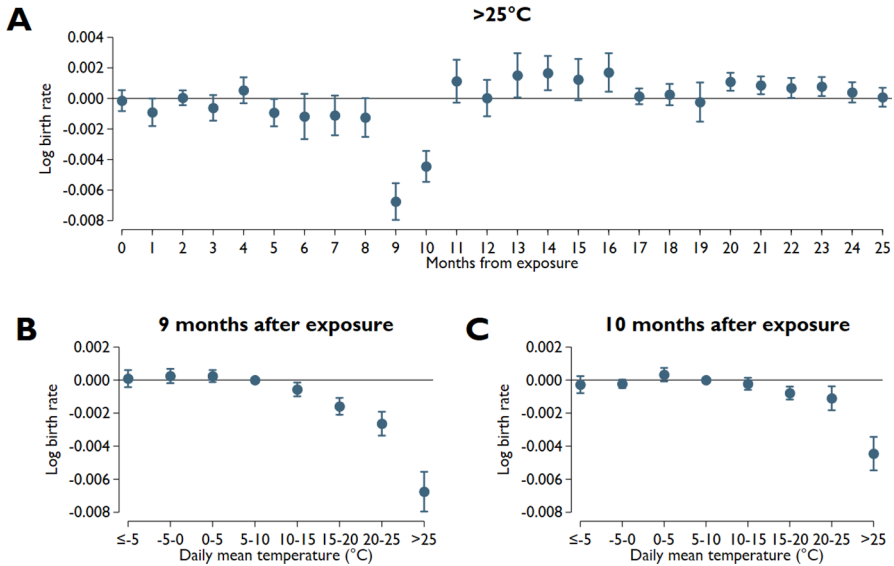 A
>25°C
Log birth rate
0.004
0.002
0.000
-0.002
-0.004
-0.006
-0.008
0 1 2 3 4 5 6 7 8 9 10 11 12 13 14 15 16 17 18 19 20 21 22 23 24 25
Months from exposure
B
9 months after exposure
Log birth rate
0.002
0.000
-0.002
-0.004
-0.006
-0.008
≤-5 -5-0 0-5 5-10 10-15 15-20 20-25 >25
Daily mean temperature (°C)
C
10 months after exposure
Log birth rate
0.002
0.000
-0.002
-0.004
-0.006
-0.008
≤-5 -5-0 0-5 5-10 10-15 15-20 20-25 >25
Daily mean temperature (°C)